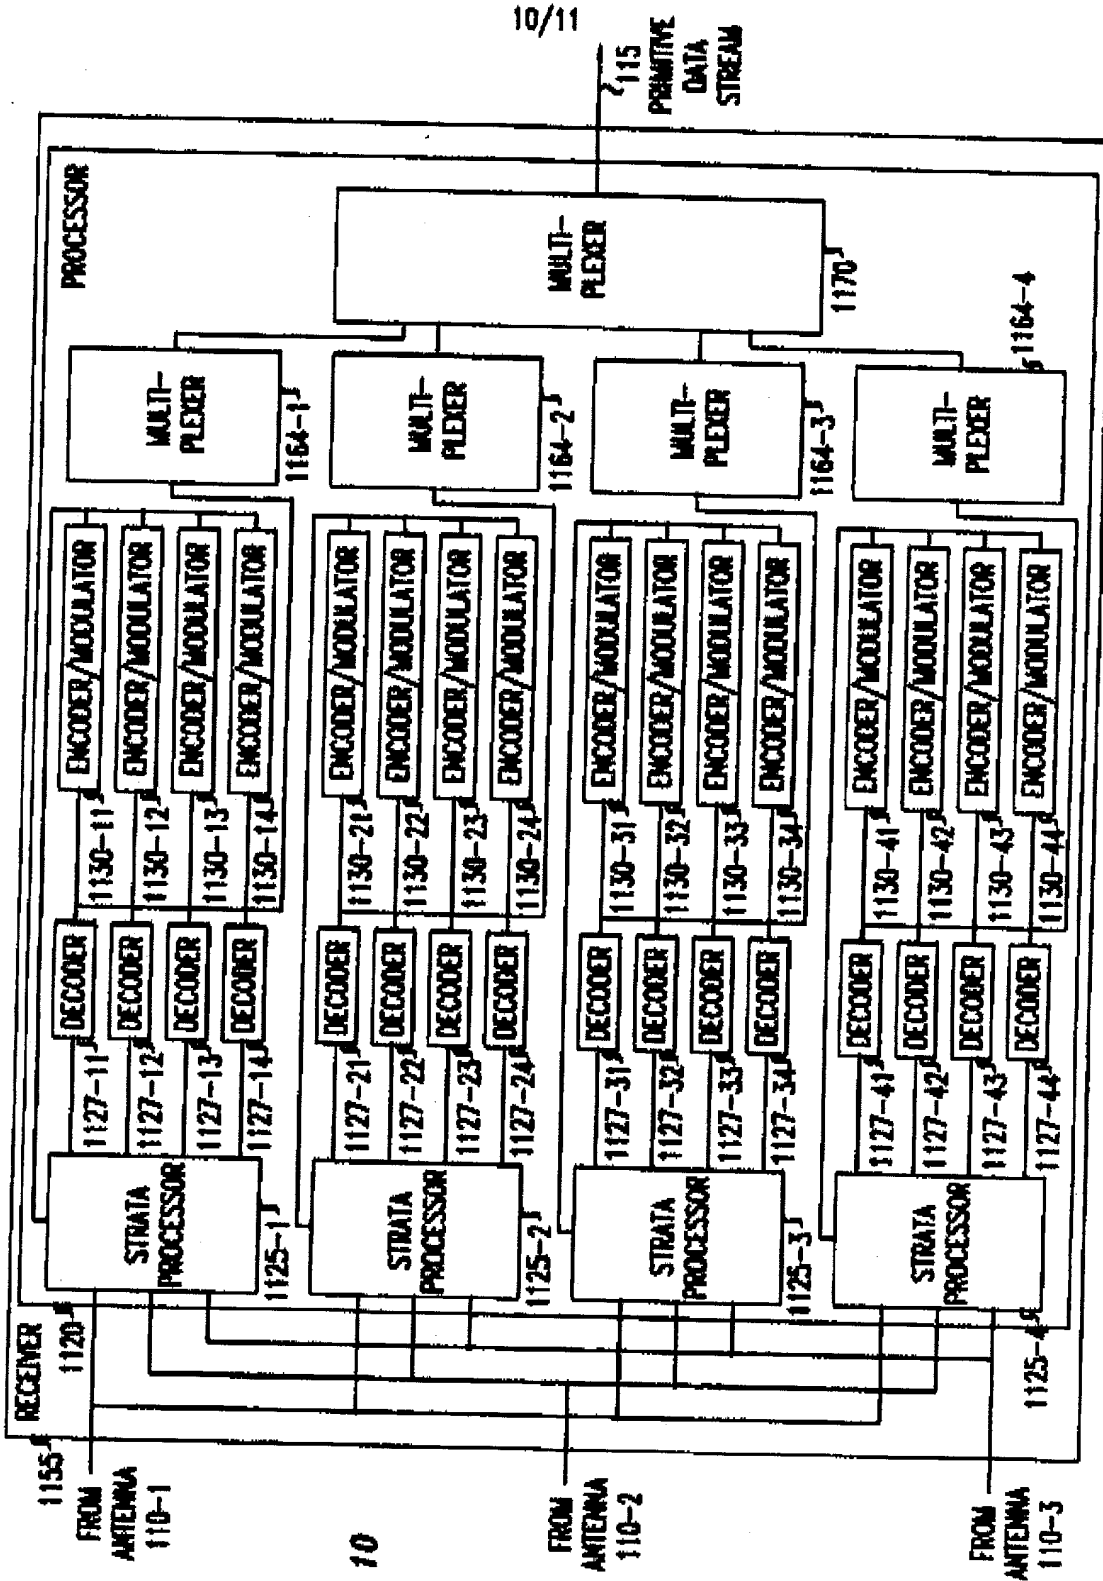 10/11
RECEIVER
1155
1120
PROCESSOR
FROM
ANTENNA
110-1
FROM
ANTENNA
110-2
FROM
ANTENNA
110-3
STRATA
PROCESSOR
1125-1
DECODER
1127-11
DECODER
1127-12
DECODER
1127-13
DECODER
1127-14
ENCODER/MODULATOR
1130-11
ENCODER/MODULATOR
1130-12
ENCODER/MODULATOR
1130-13
ENCODER/MODULATOR
1130-14
MULTI-
PLEXER
1164-1
STRATA
PROCESSOR
1125-2
DECODER
1127-21
DECODER
1127-22
DECODER
1127-23
DECODER
1127-24
ENCODER/MODULATOR
1130-21
ENCODER/MODULATOR
1130-22
ENCODER/MODULATOR
1130-23
ENCODER/MODULATOR
1130-24
MULTI-
PLEXER
1164-2
STRATA
PROCESSOR
1125-3
DECODER
1127-31
DECODER
1127-32
DECODER
1127-33
DECODER
1127-34
ENCODER/MODULATOR
1130-31
ENCODER/MODULATOR
1130-32
ENCODER/MODULATOR
1130-33
ENCODER/MODULATOR
1130-34
MULTI-
PLEXER
1164-3
STRATA
PROCESSOR
1125-4
DECODER
1127-41
DECODER
1127-42
DECODER
1127-43
DECODER
1127-44
ENCODER/MODULATOR
1130-41
ENCODER/MODULATOR
1130-42
ENCODER/MODULATOR
1130-43
ENCODER/MODULATOR
1130-44
MULTI-
PLEXER
1164-4
MULTI-
PLEXER
1170
115
PRIMITIVE
DATA
STREAM
10